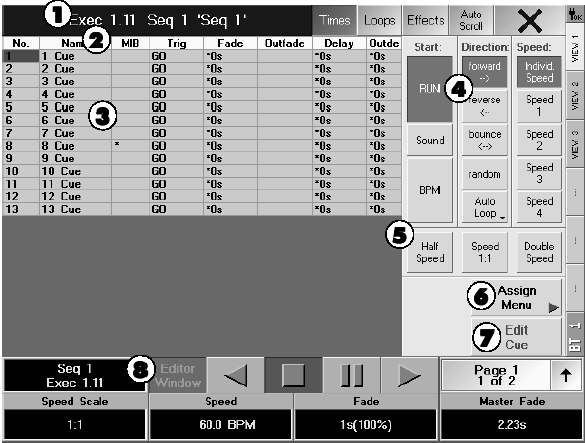 1 Exec 1.11 Seq 1 'Seq 1' Times Loops Effects Auto Scroll OK
No. Nam 2 MIB Trig Fade Outfade Delay Outde Start: Direction: Speed: VIEW 1
1 1 Cue GO *0s *0s *0s RUN forward --> Individ. Speed
2 2 Cue GO *0s *0s *0s
3 3 Cue GO *0s *0s *0s 4
4 4 Cue GO *0s *0s *0s reverse <-- Speed 1 VIEW 2
5 5 Cue 3 GO *0s *0s *0s
6 6 Cue GO *0s *0s *0s
7 7 Cue GO *0s *0s *0s Sound bounce <--> Speed 2 VIEW 3
8 8 Cue * GO *0s *0s *0s
9 9 Cue GO *0s *0s *0s
10 10 Cue GO *0s *0s *0s BPM random Speed 3
11 11 Cue GO *0s *0s *0s
12 12 Cue GO *0s *0s *0s Auto Loop Speed 4
13 13 Cue GO *0s *0s *0s
5
Half Speed Speed 1:1 Double Speed
6 Assign Menu
7 Edit Cue
Seq 1 Exec 1.11 8 Editor Window Page 1 1 of 2
Speed Scale Speed Fade Master Fade
1:1 60.0 BPM 1s(100%) 2.23s